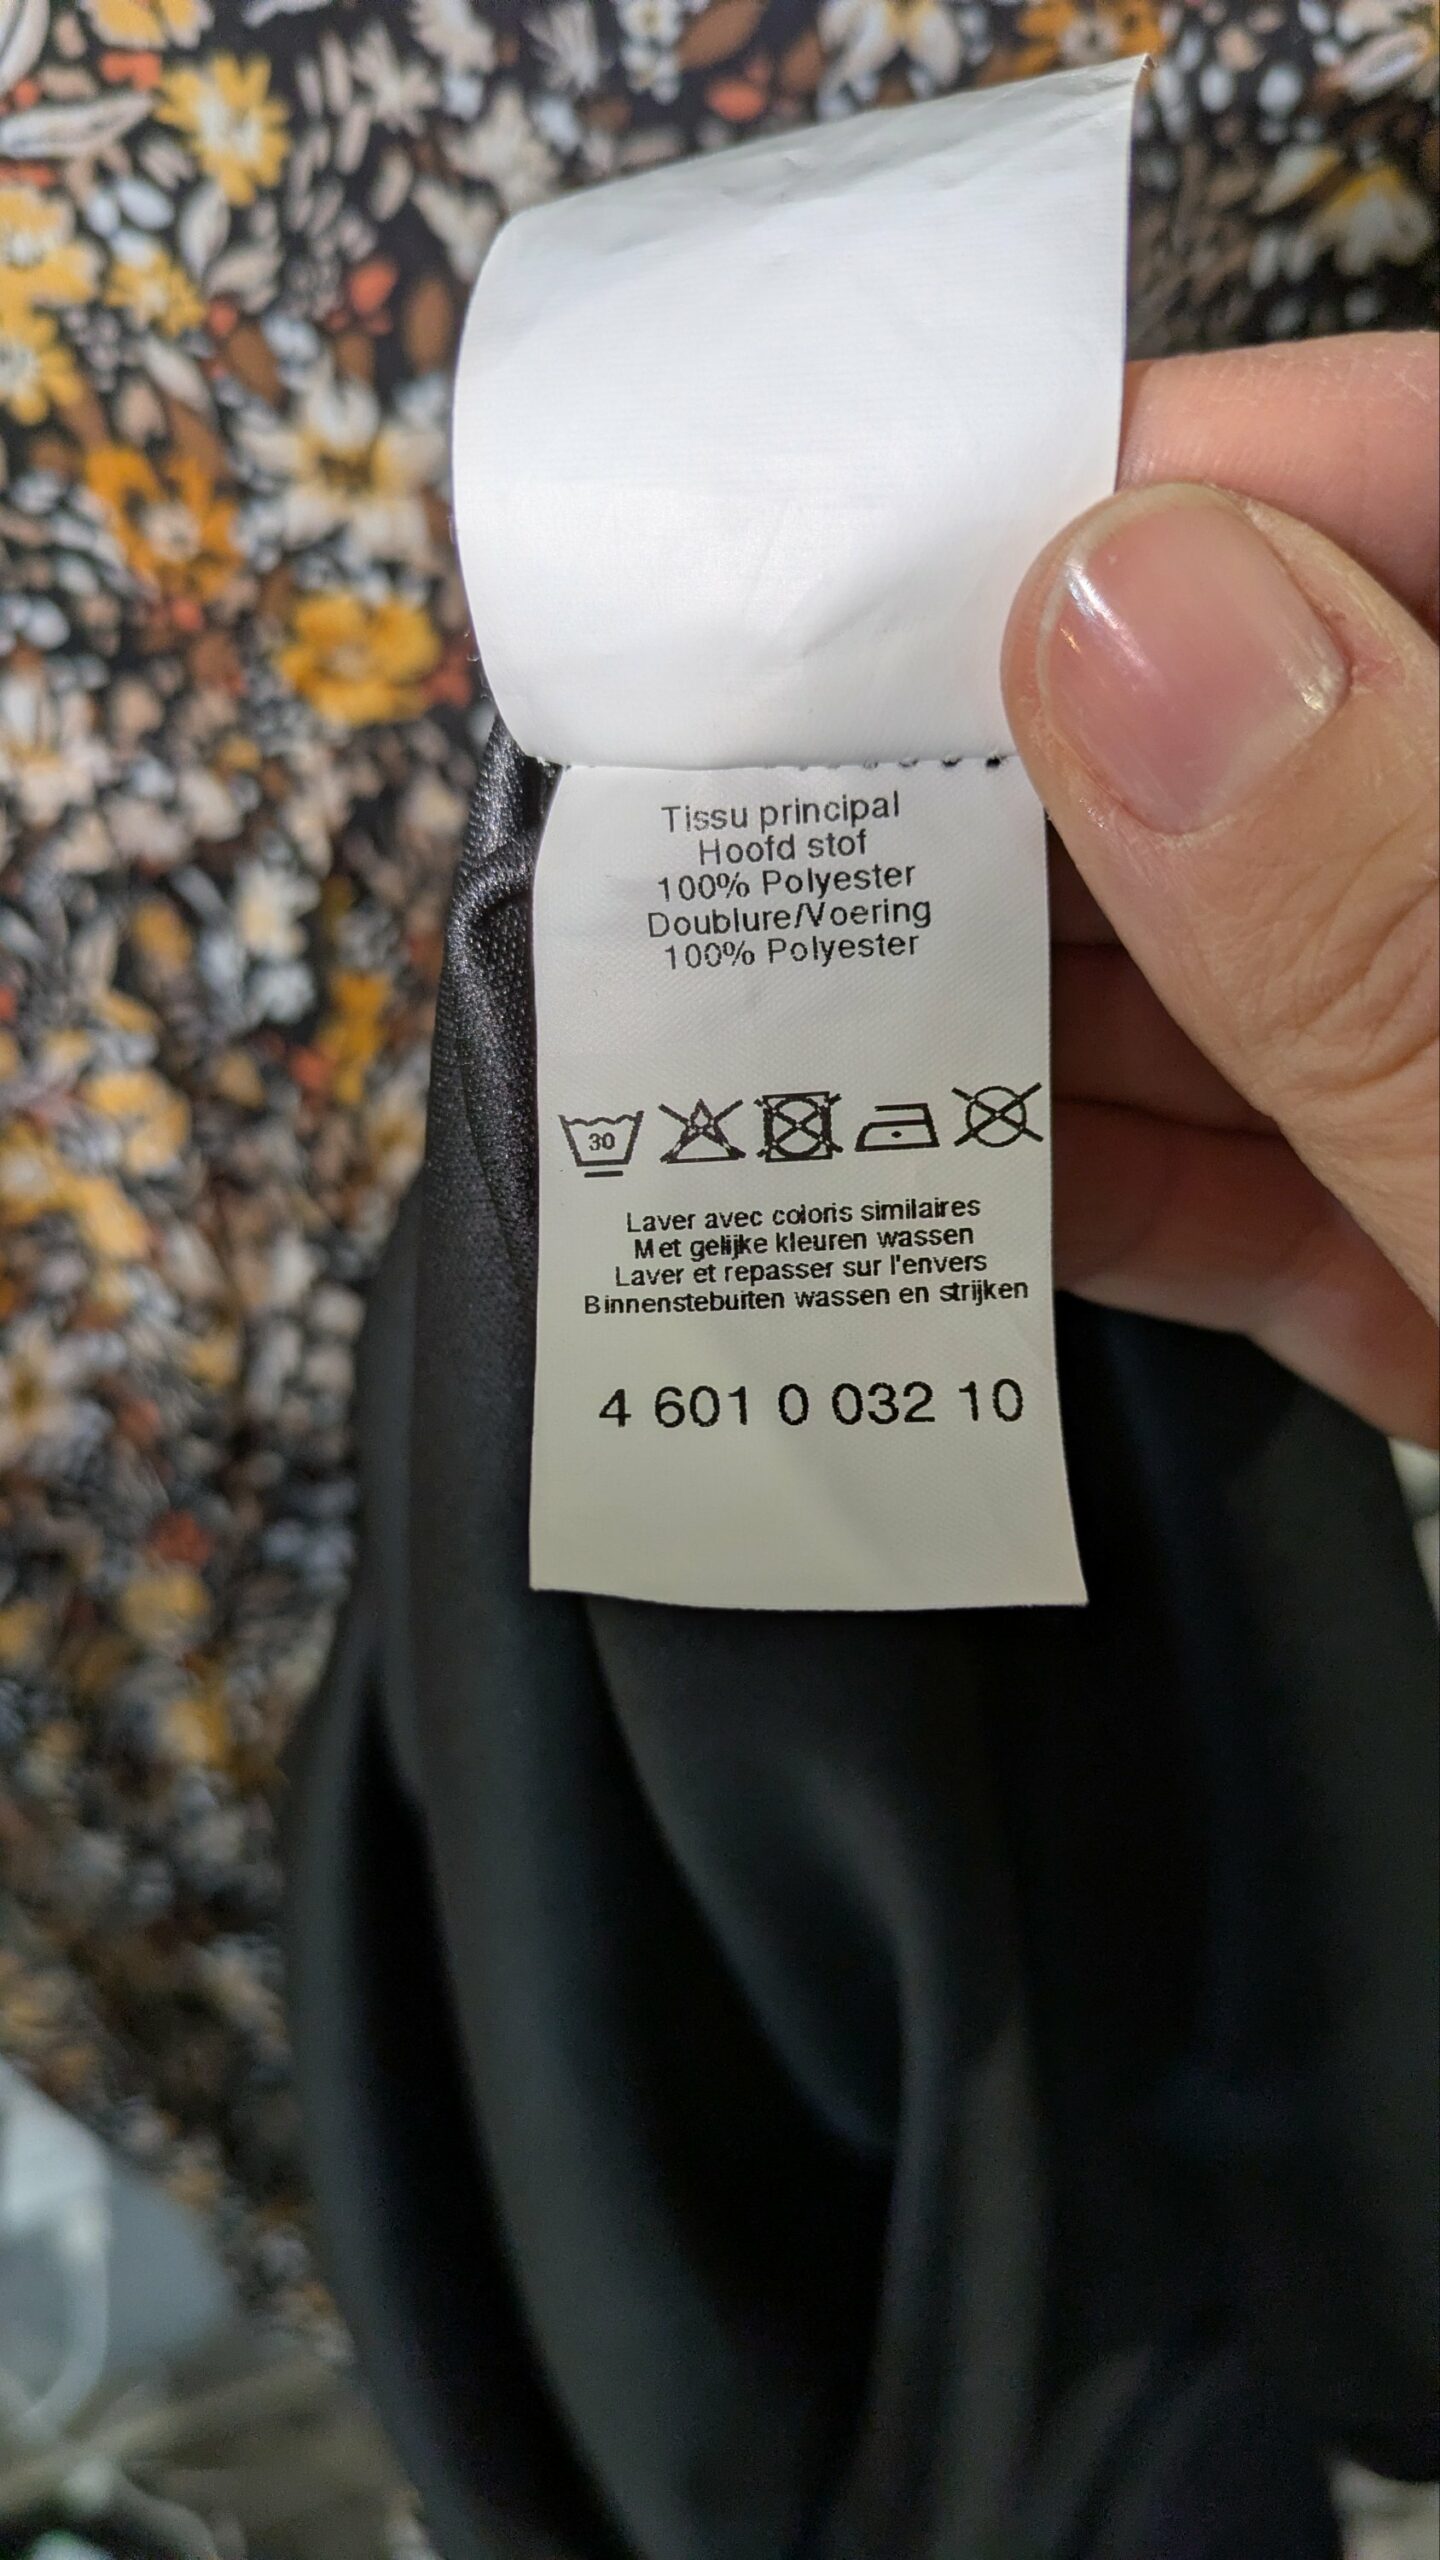 Tissu principal
Hoofd stof
100% Polyester
Doublure/Voering
100% Polyester
30
Laver avec coloris similaires
Met gelijke kleuren wassen
Laver et repasser sur l'envers
Binnenstebuiten wassen en strijken
4 601 0 032 10